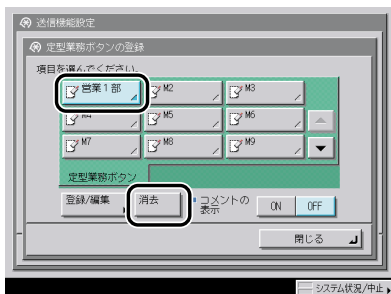 送信機能設定
定型業務ボタンの登録
項目を選んでください。
営業1部 M2 M3
M4 M5 M6
M7 M8 M9
定型業務ボタン
登録/編集 消去 コメントの表示 ON OFF
閉じる
システム状況/中止